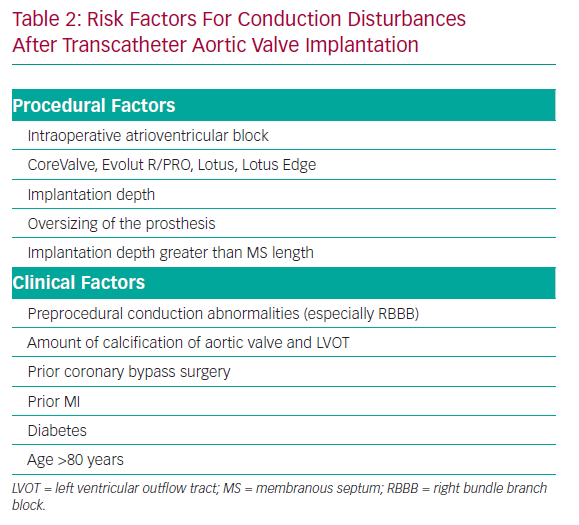 Table 2: Risk Factors For Conduction Disturbances
After Transcatheter Aortic Valve Implantation
Procedural Factors
Intraoperative atrioventricular block
CoreValve, Evolut R/PRO, Lotus, Lotus Edge
Implantation depth
Oversizing of the prosthesis
Implantation depth greater than MS length
Clinical Factors
Preprocedural conduction abnormalities (especially RBBB)
Amount of calcification of aortic valve and LVOT
Prior coronary bypass surgery
Prior MI
Diabetes
Age >80 years
LVOT = left ventricular outflow tract; MS = membranous septum; RBBB = right bundle branch
block.